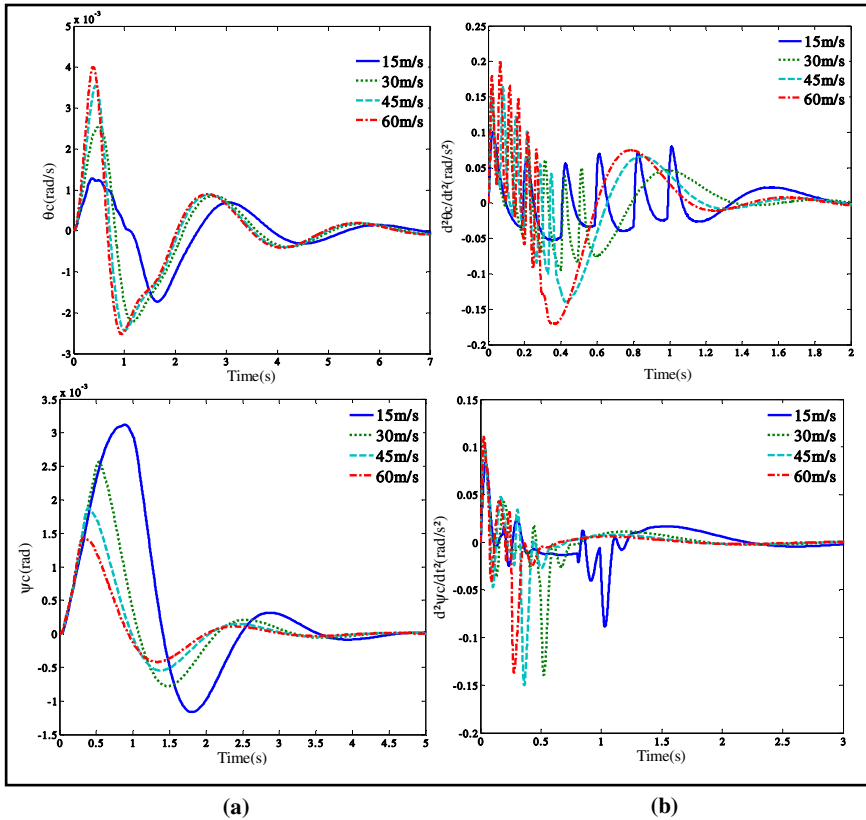 x 10⁻³
5
4
3
2
1
0
-1
-2
-3
θc(rad/s)
0 1 2 3 4 5 6 7
Time(s)
15m/s
30m/s
45m/s
60m/s
0.25
0.2
0.15
0.1
0.05
0
-0.05
-0.1
-0.15
-0.2
d²θc/dt²(rad/s²)
0 0.2 0.4 0.6 0.8 1 1.2 1.4 1.6 1.8 2
Time(s)
15m/s
30m/s
45m/s
60m/s
x 10⁻³
3.5
3
2.5
2
1.5
1
0.5
0
-0.5
-1
-1.5
ψc(rad)
0 0.5 1 1.5 2 2.5 3 3.5 4 4.5 5
Time(s)
15m/s
30m/s
45m/s
60m/s
0.15
0.1
0.05
0
-0.05
-0.1
-0.15
-0.2
d²ψc/dt²(rad/s²)
0 0.5 1 1.5 2 2.5 3
Time(s)
15m/s
30m/s
45m/s
60m/s
(a)
(b)